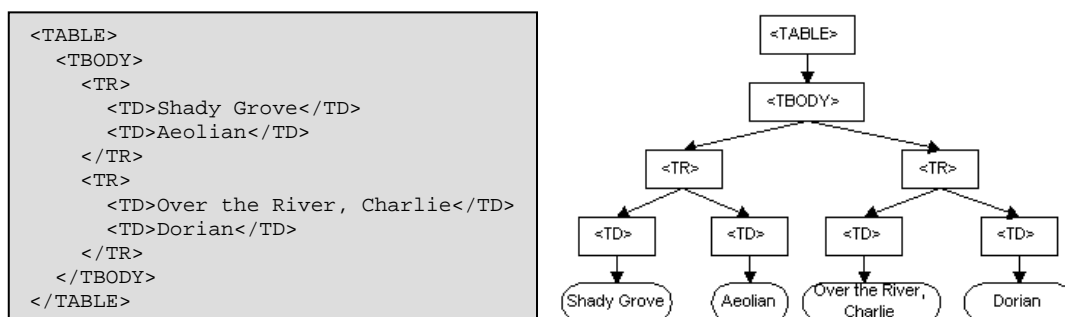 <TABLE>
<TBODY>
<TR>
<TD>Shady Grove</TD>
<TD>Aeolian</TD>
</TR>
<TR>
<TD>Over the River, Charlie</TD>
<TD>Dorian</TD>
</TR>
</TBODY>
</TABLE>
<TABLE>
<TBODY>
<TR>
<TR>
<TD>
<TD>
<TD>
<TD>
Shady Grove
Aeolian
Over the River,
Charlie
Dorian